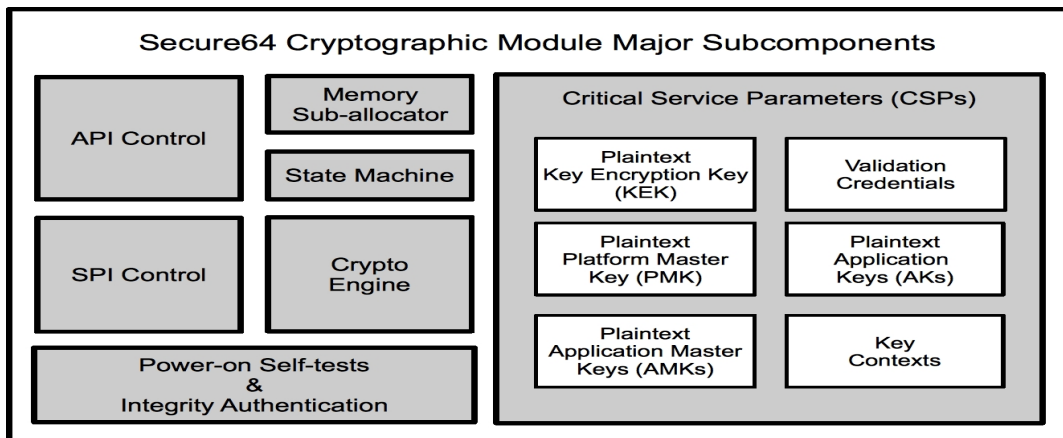 Secure64 Cryptographic Module Major Subcomponents
API Control
Memory
Sub-allocator
State Machine
SPI Control
Crypto
Engine
Power-on Self-tests
&
Integrity Authentication
Critical Service Parameters (CSPs)
Plaintext
Key Encryption Key
(KEK)
Validation
Credentials
Plaintext
Platform Master
Key (PMK)
Plaintext
Application
Keys (AKs)
Plaintext
Application Master
Keys (AMKs)
Key
Contexts